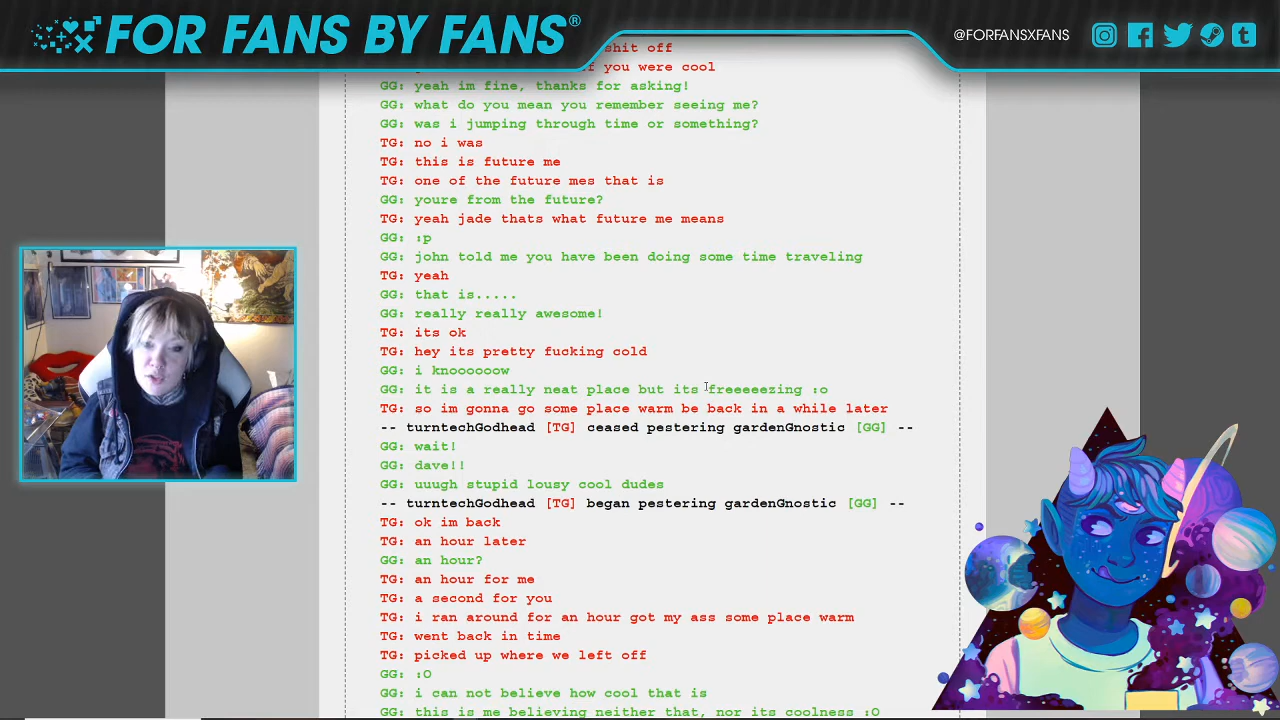 FOR FANS BY FANS®
@FORFANSXFANS
shit off
f you were cool
GG: yeah im fine, thanks for asking!
GG: what do you mean you remember seeing me?
GG: was i jumping through time or something?
TG: no i was
TG: this is future me
TG: one of the future mes that is
GG: youre from the future?
TG: yeah jade thats what future me means
GG: :p
GG: john told me you have been doing some time traveling
TG: yeah
GG: that is.....
GG: really really awesome!
TG: its ok
TG: hey its pretty fucking cold
GG: i knoooooow
GG: it is a really neat place but its freeeeezing :o
TG: so im gonna go some place warm be back in a while later
-- turntechGodhead [TG] ceased pestering gardenGnostic [GG] --
GG: wait!
GG: dave!!
GG: uuugh stupid lousy cool dudes
-- turntechGodhead [TG] began pestering gardenGnostic [GG] --
TG: ok im back
TG: an hour later
GG: an hour?
TG: an hour for me
TG: a second for you
TG: i ran around for an hour got my ass some place warm
TG: went back in time
TG: picked up where we left off
GG: :O
GG: i can not believe how cool that is
GG: this is me believing neither that, nor its coolness :O